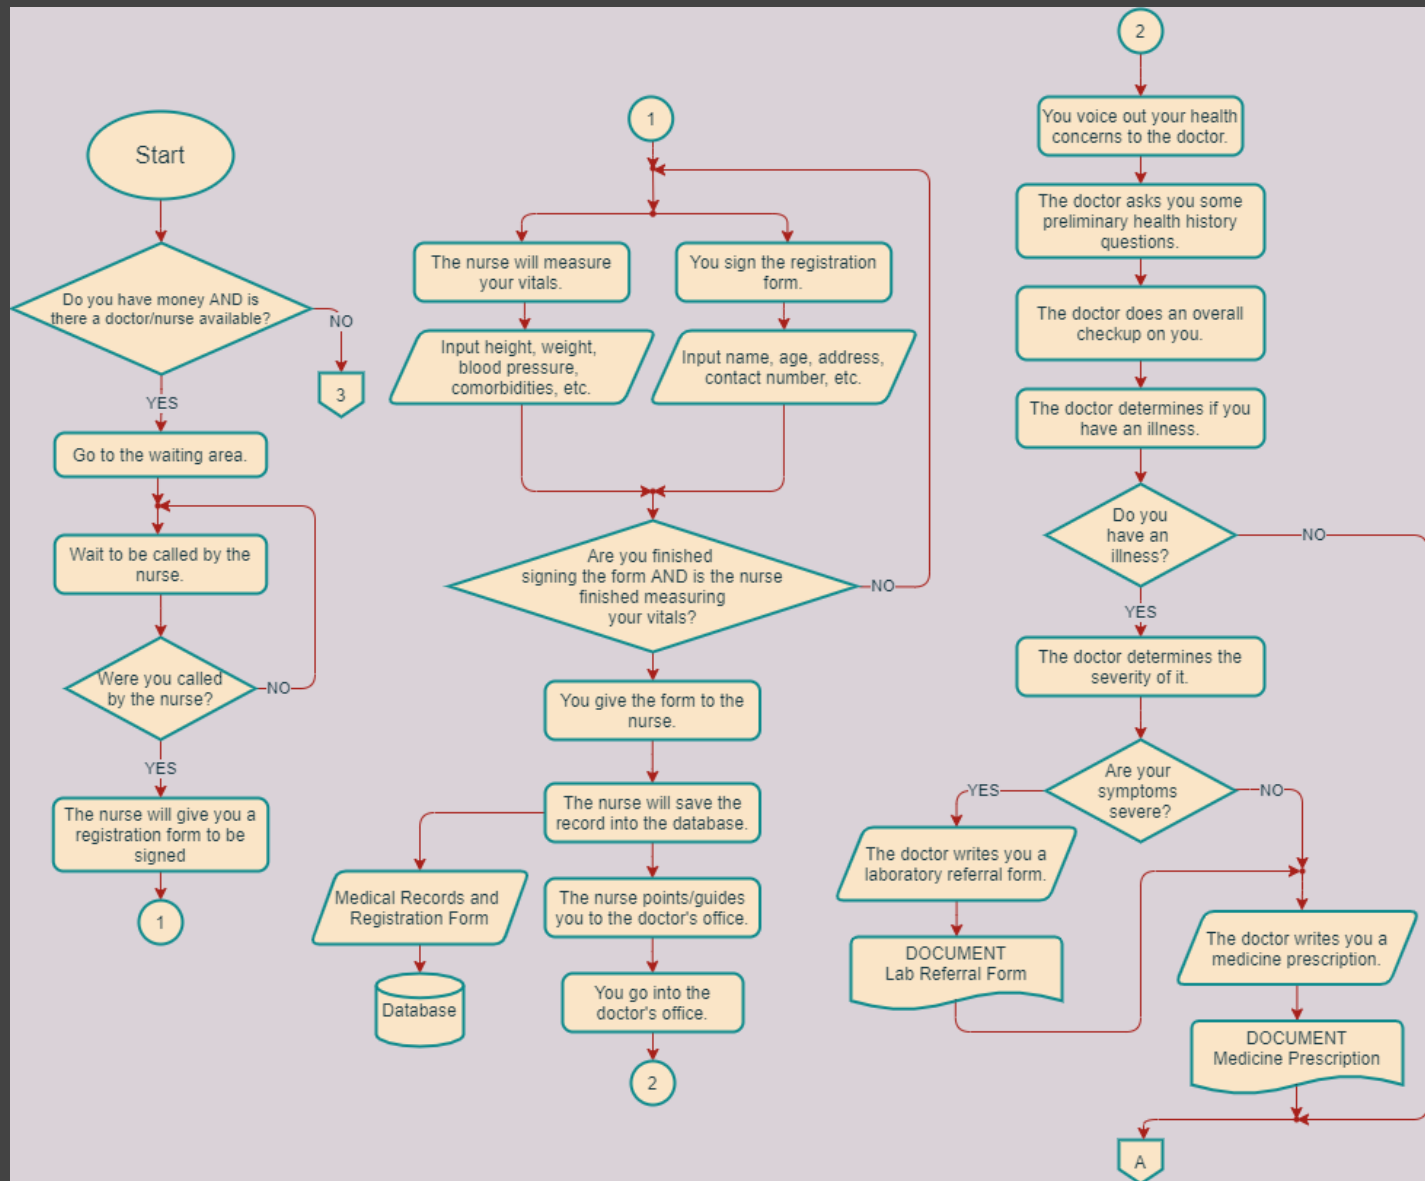 Start
Do you have money AND is
there a doctor/nurse available?
NO
3
YES
Go to the waiting area.
Wait to be called by the
nurse.
Were you called
by the nurse?
NO
YES
The nurse will give you a
registration form to be
signed
1
1
The nurse will measure
your vitals.
You sign the registration
form.
Input height, weight,
blood pressure,
comorbidities, etc.
Input name, age, address,
contact number, etc.
Are you finished
signing the form AND is the nurse
finished measuring
your vitals?
NO
You give the form to the
nurse.
The nurse will save the
record into the database.
Medical Records and
Registration Form
Database
The nurse points/guides
you to the doctor's office.
You go into the
doctor's office.
2
2
You voice out your health
concerns to the doctor.
The doctor asks you some
preliminary health history
questions.
The doctor does an overall
checkup on you.
The doctor determines if you
have an illness.
Do you
have an
illness?
NO
YES
The doctor determines the
severity of it.
Are your
symptoms
severe?
YES
NO
The doctor writes you a
laboratory referral form.
DOCUMENT
Lab Referral Form
The doctor writes you a
medicine prescription.
DOCUMENT
Medicine Prescription
A